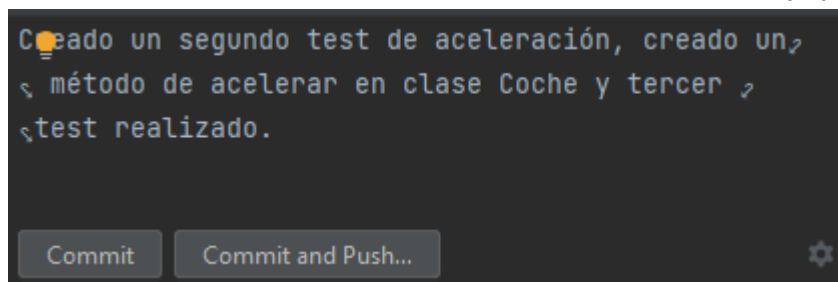 Creado un segundo test de aceleración, creado un
método de acelerar en clase Coche y tercer
test realizado.
Commit
Commit and Push...